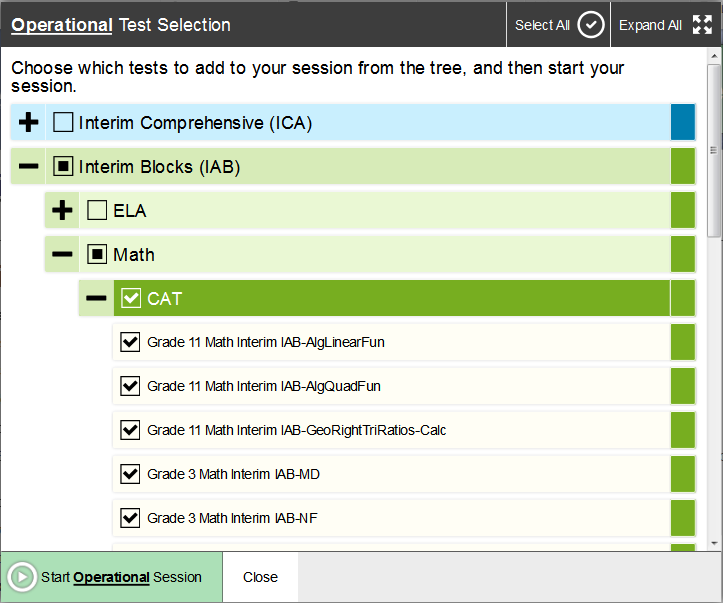 Operational Test Selection
Select All
Expand All
Choose which tests to add to your session from the tree, and then start your
session.
Interim Comprehensive (ICA)
Interim Blocks (IAB)
ELA
Math
CAT
Grade 11 Math Interim IAB-AlgLinearFun
Grade 11 Math Interim IAB-AlgQuadFun
Grade 11 Math Interim IAB-GeoRightTriRatios-Calc
Grade 3 Math Interim IAB-MD
Grade 3 Math Interim IAB-NF
Start Operational Session
Close